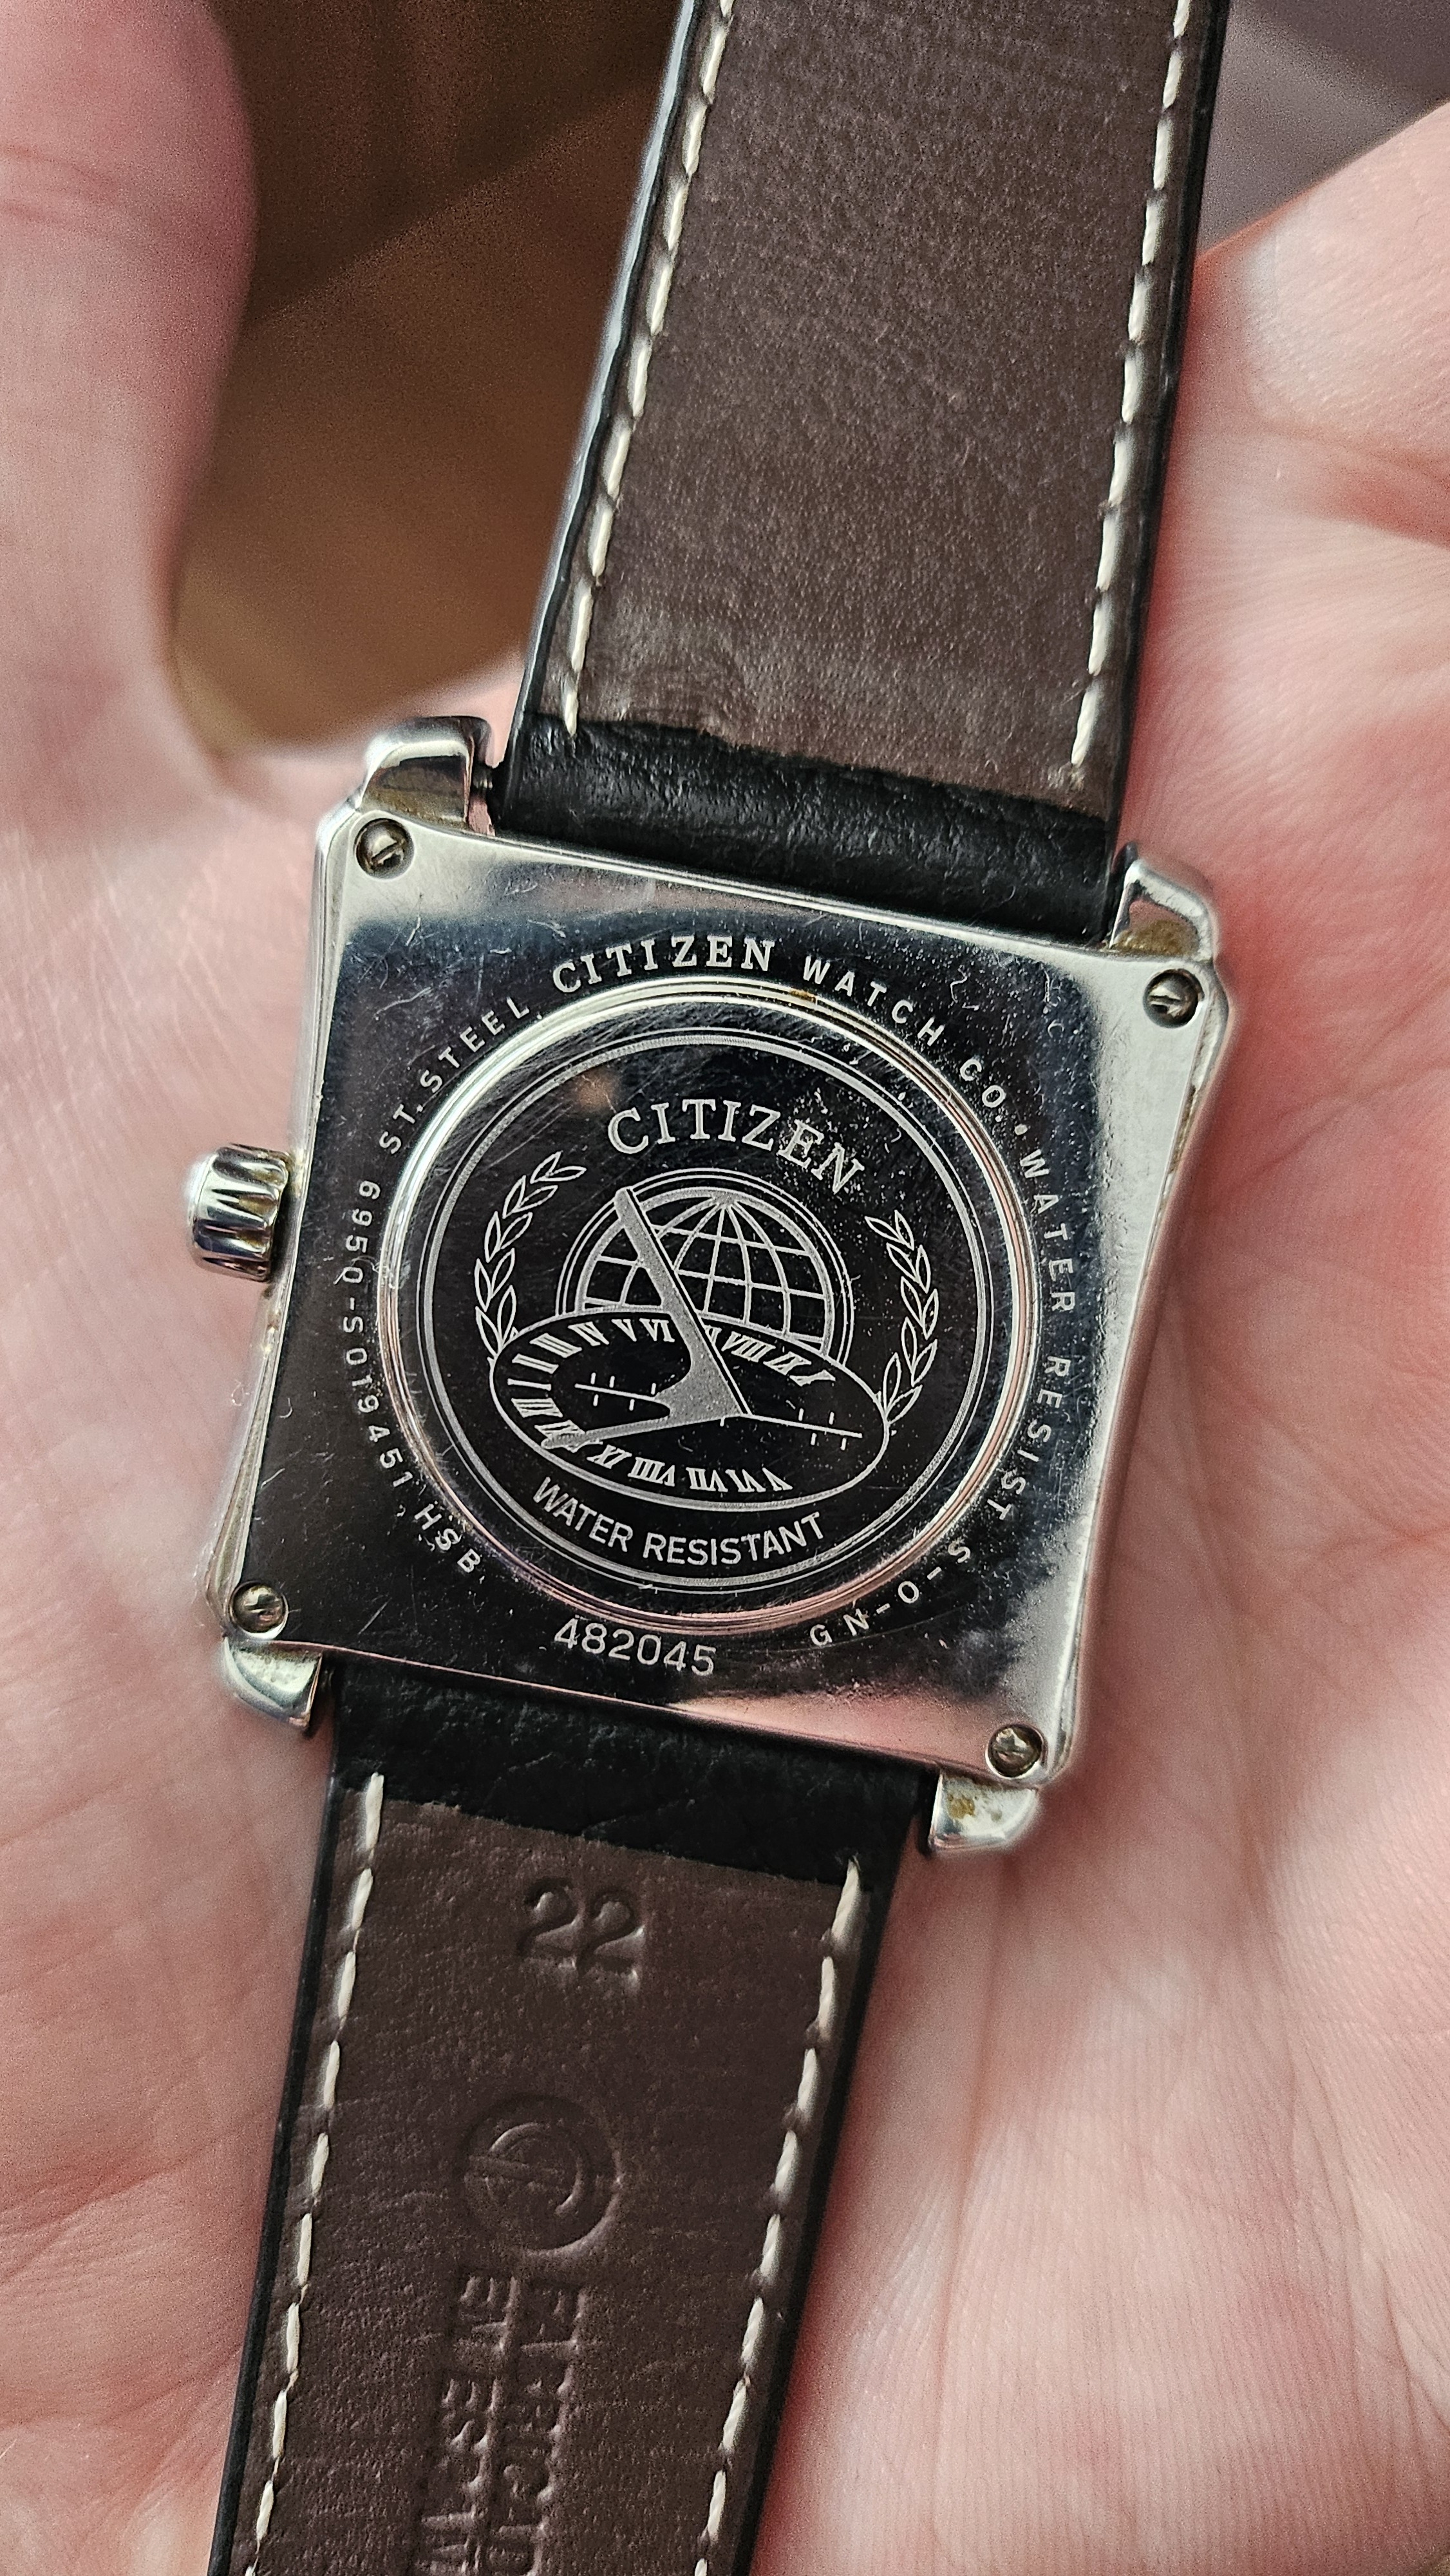 CITIZEN WATCH CO. WATER RESIST
GN-0-S
482045
6950-S019451 HSB
ST.STEEL
CITIZEN
WATER RESISTANT
22